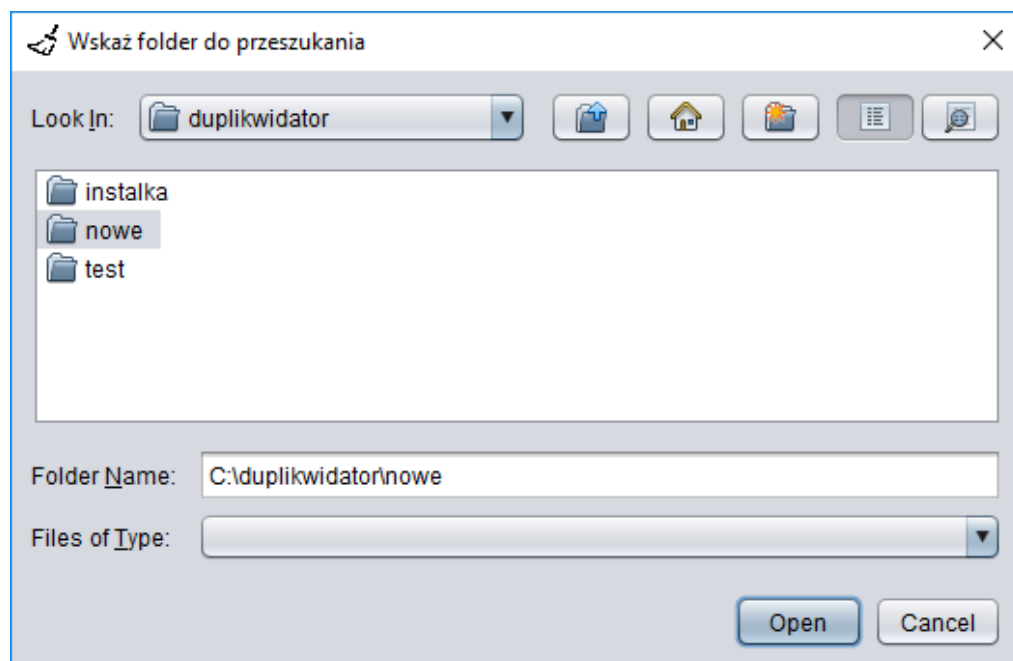 Wskaż folder do przeszukania
Look In: duplikwidator
instalka
nowe
test
Folder Name: C:\duplikwidator\nowe
Files of Type:
Open Cancel